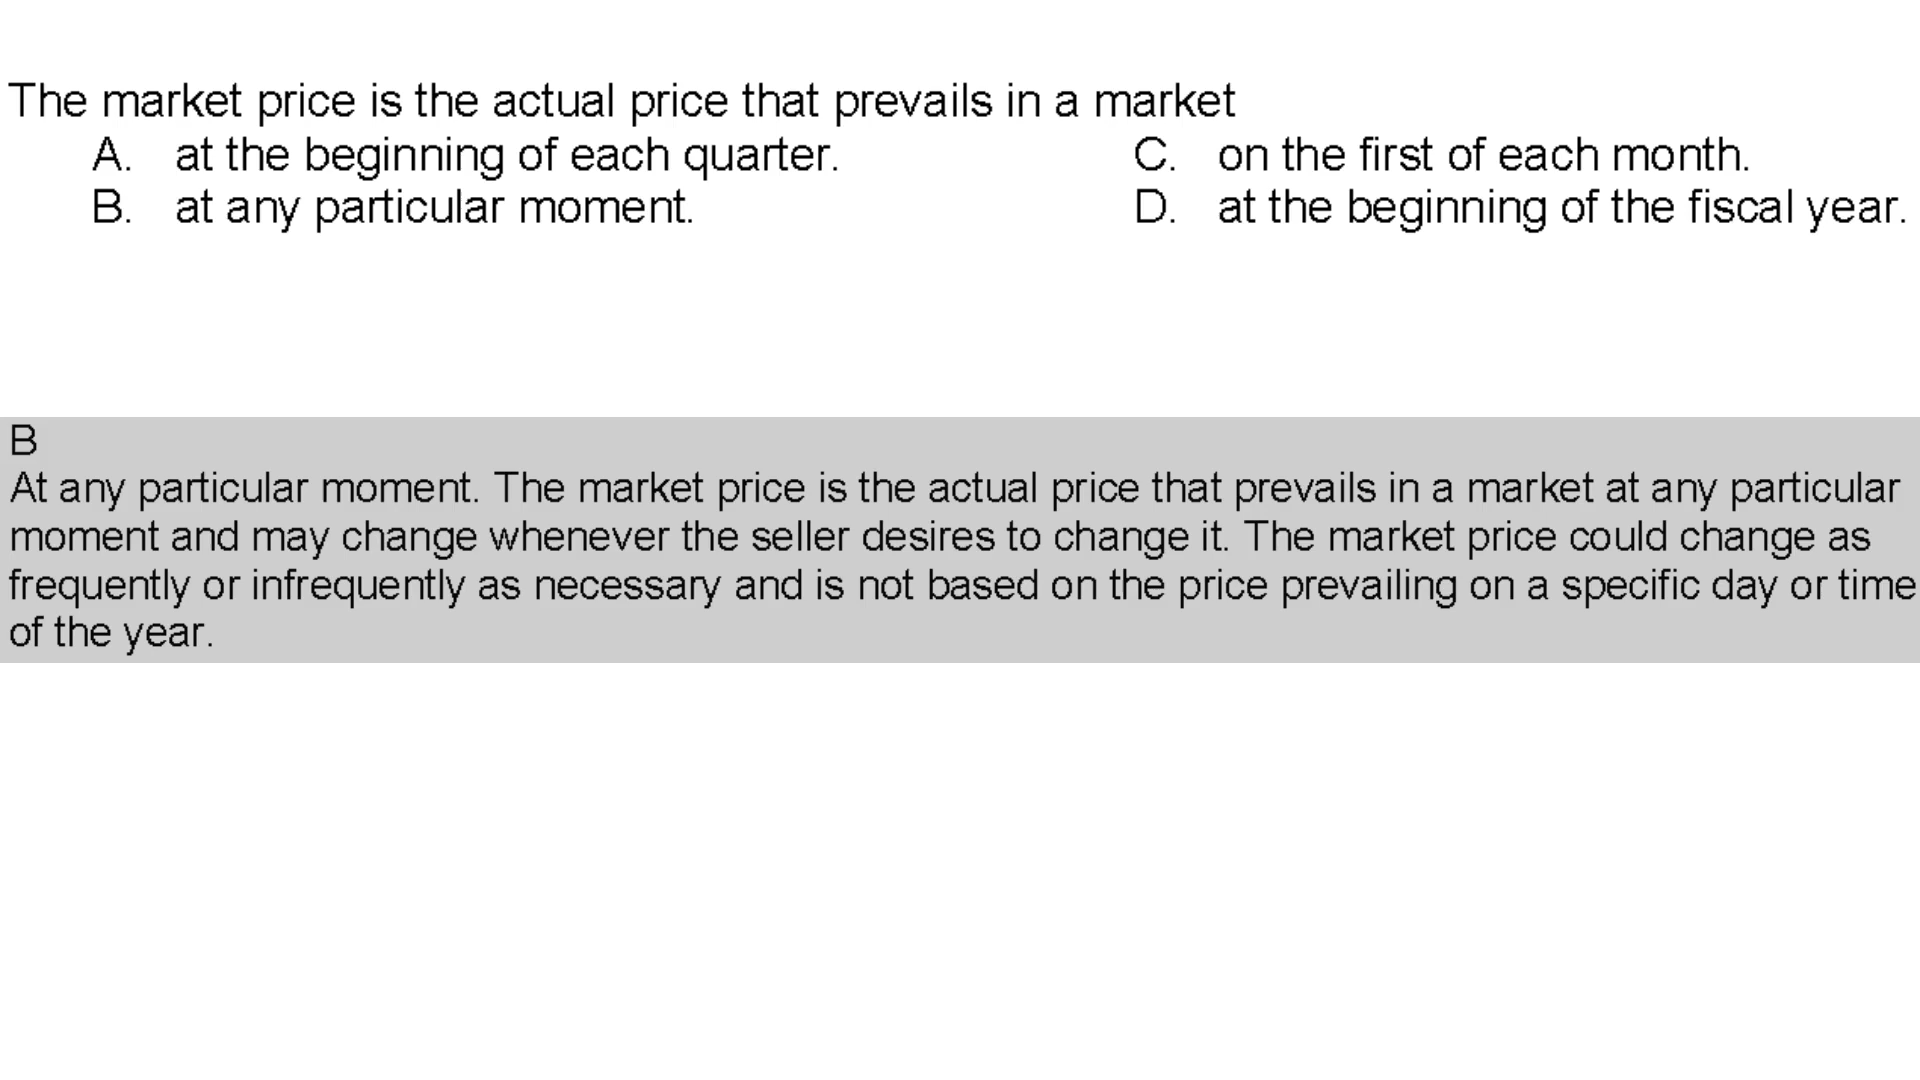 The market price is the actual price that prevails in a market
A. at the beginning of each quarter.
B. at any particular moment.
C. on the first of each month.
D. at the beginning of the fiscal year.
B
At any particular moment. The market price is the actual price that prevails in a market at any particular
moment and may change whenever the seller desires to change it. The market price could change as
frequently or infrequently as necessary and is not based on the price prevailing on a specific day or time
of the year.